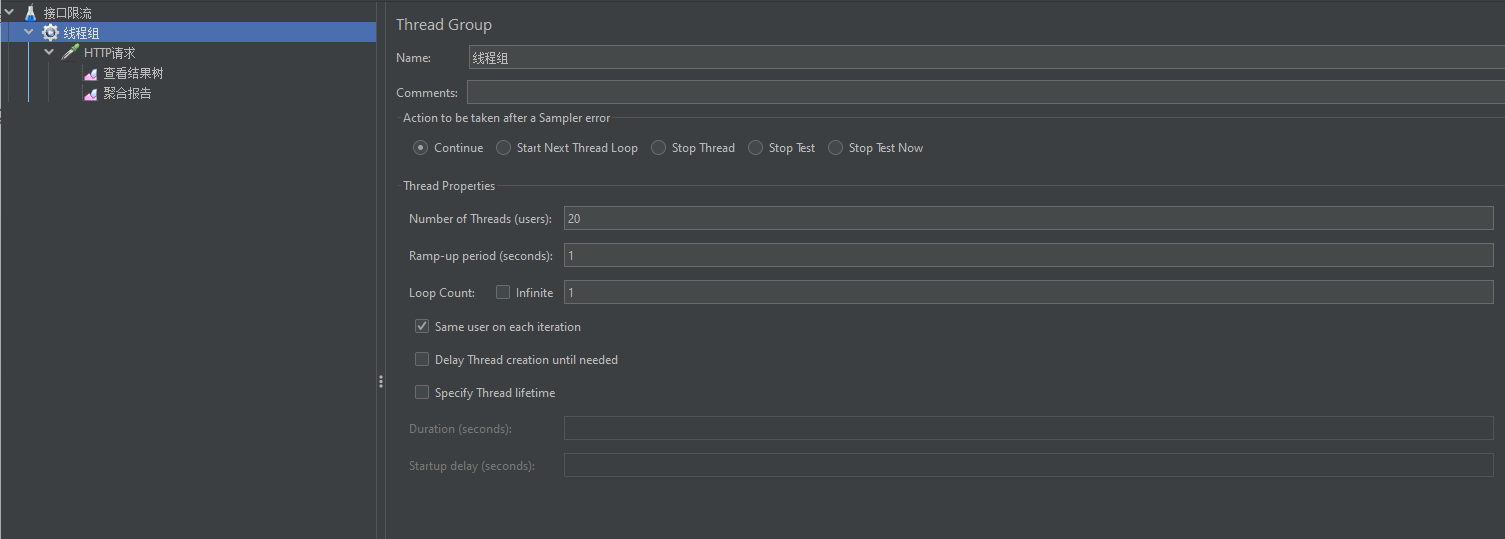 接口限流
线程组
HTTP请求
查看结果树
聚合报告
Thread Group
Name: 线程组
Comments:
Action to be taken after a Sampler error
Continue Start Next Thread Loop Stop Thread Stop Test Stop Test Now
Thread Properties
Number of Threads (users): 20
Ramp-up period (seconds): 1
Loop Count: Infinite 1
Same user on each iteration
Delay Thread creation until needed
Specify Thread lifetime
Duration (seconds):
Startup delay (seconds):